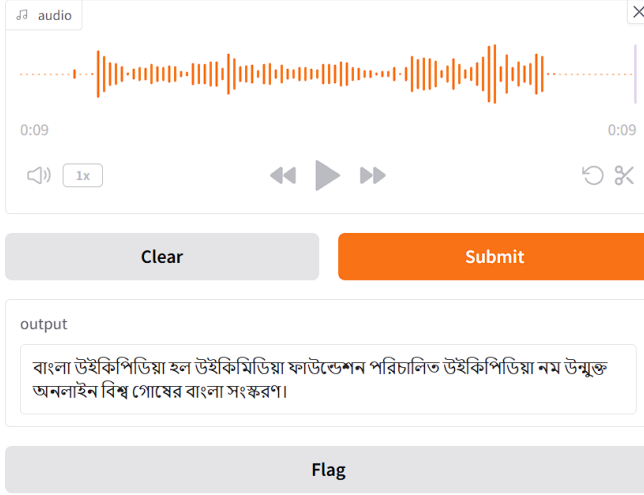 audio
0:09
0:09
1x
Clear
Submit
output
বাংলা উইকিপিডিয়া হল উইকিমিডিয়া ফাউন্ডেশন পরিচালিত উইকিপিডিয়া নম উন্মুক্ত
অনলাইন বিশ্ব গোষের বাংলা সংস্করণ।
Flag